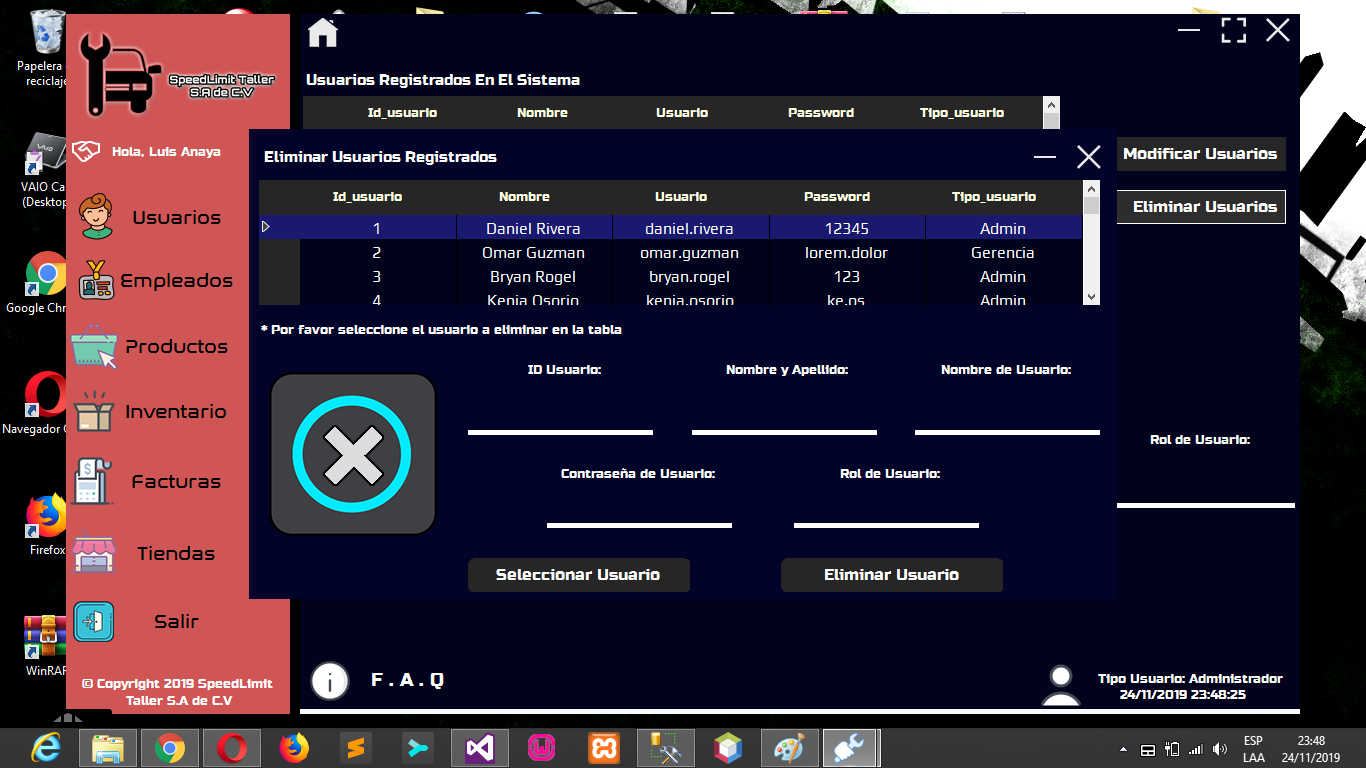 Papelera
reciclaje
VAIO Ca
(Desktop
Google Chr
Navegador
Firefox
WinRAR
SpeedLimit Taller
S.A de C.V
Hola, Luis Anaya
Usuarios
Empleados
Productos
Inventario
Facturas
Tiendas
Salir
© Copyright 2019 SpeedLimit
Taller S.A de C.V
Usuarios Registrados En El Sistema
Id_usuario Nombre Usuario Password Tipo_usuario
Modificar Usuarios
Eliminar Usuarios
Rol de Usuario:
Eliminar Usuarios Registrados
Id_usuario Nombre Usuario Password Tipo_usuario
1 Daniel Rivera daniel.rivera 12345 Admin
2 Omar Guzman omar.guzman lorem.dolor Gerencia
3 Bryan Rogel bryan.rogel 123 Admin
4 Kenia Osorio kenia.osorio ke.os Admin
* Por favor seleccione el usuario a eliminar en la tabla
ID Usuario: Nombre y Apellido: Nombre de Usuario:
Contraseña de Usuario: Rol de Usuario:
Seleccionar Usuario Eliminar Usuario
F . A . Q
Tipo Usuario: Administrador
24/11/2019 23:48:25
ESP 23:48
LAA 24/11/2019